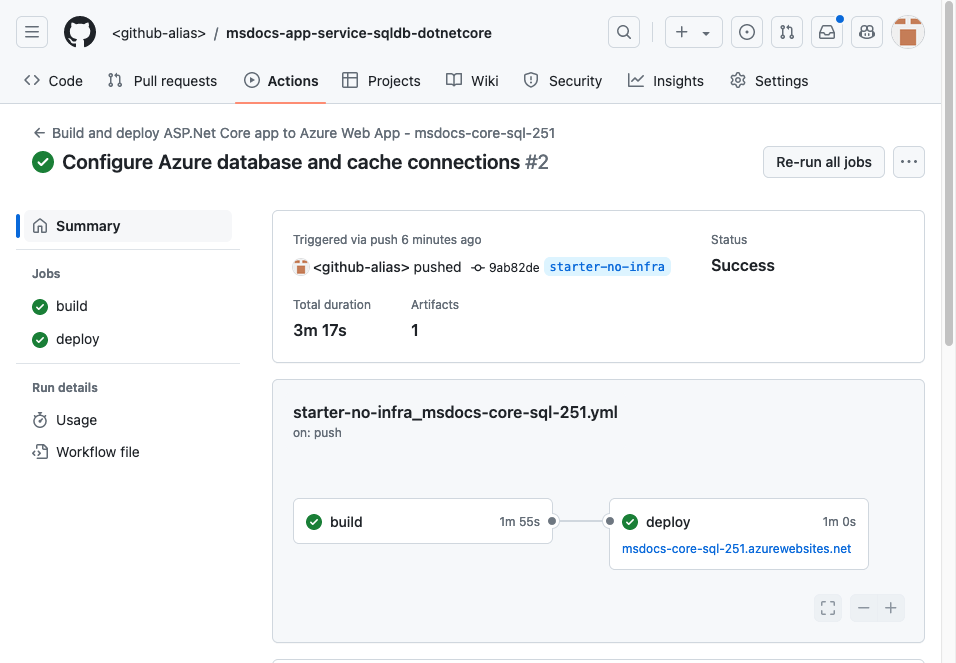 <github-alias> / msdocs-app-service-sqldb-dotnetcore
Code Pull requests Actions Projects Wiki Security Insights Settings
Build and deploy ASP.Net Core app to Azure Web App - msdocs-core-sql-251
Configure Azure database and cache connections #2
Re-run all jobs
Summary
Jobs
build
deploy
Run details
Usage
Workflow file
Triggered via push 6 minutes ago
<github-alias> pushed 9ab82de starter-no-infra
Status
Success
Total duration
3m 17s
Artifacts
1
starter-no-infra_msdocs-core-sql-251.yml
on: push
build 1m 55s
deploy 1m 0s
msdocs-core-sql-251.azurewebsites.net